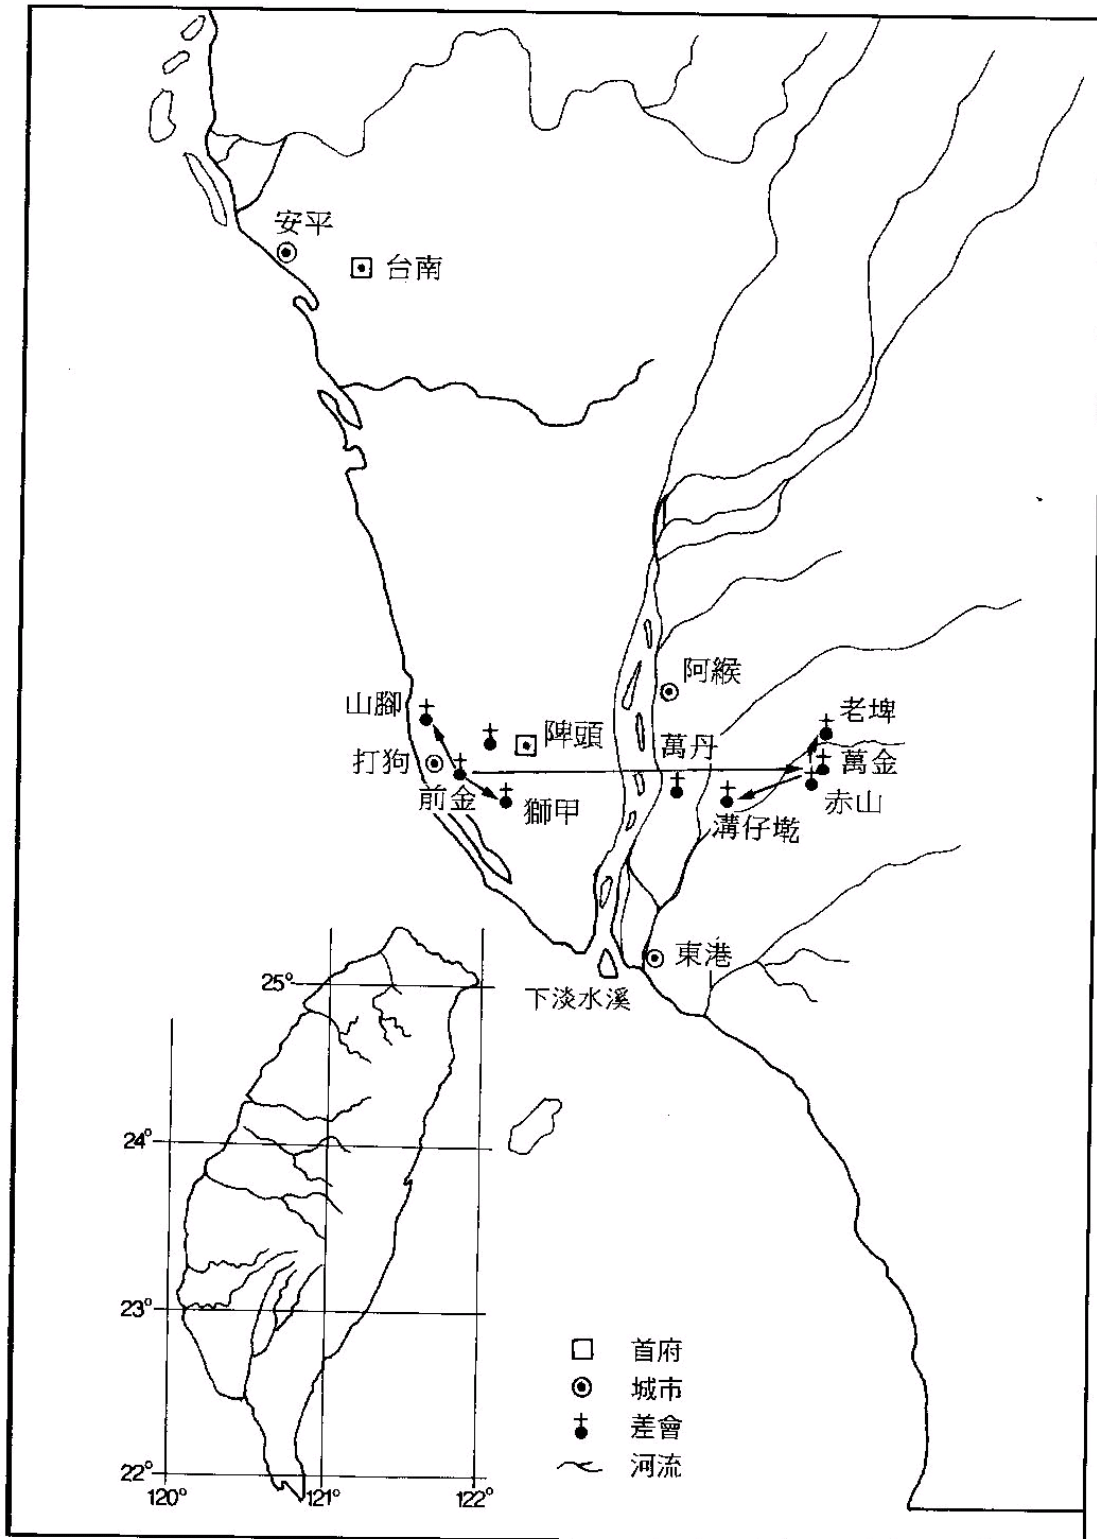 安平
台南
阿緱
山腳
老埤
陴頭
萬丹
打狗
萬金
前金
獅甲
赤山
溝仔墘
東港
下淡水溪
25°
24°
23°
22°
120°
121°
122°
首府
城市
差會
河流